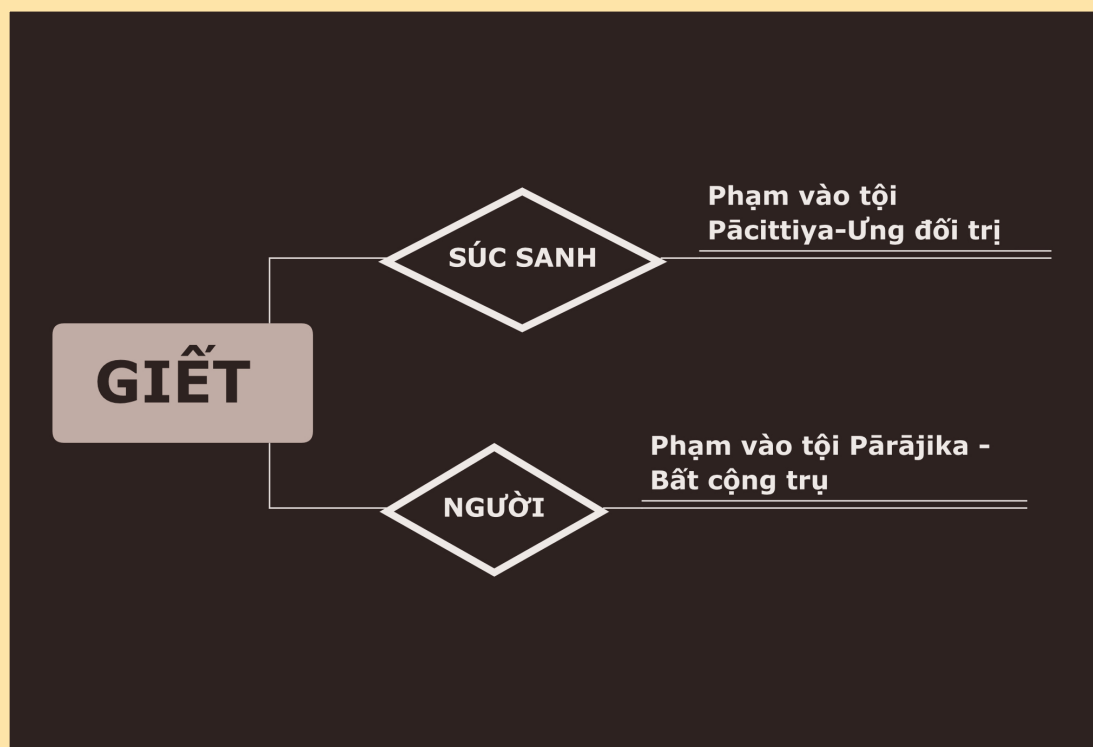 GIẾT
SÚC SANH
Phạm vào tội
Pācittiya-Ưng đối trị
NGƯỜI
Phạm vào tội Pārājika -
Bất cộng trụ